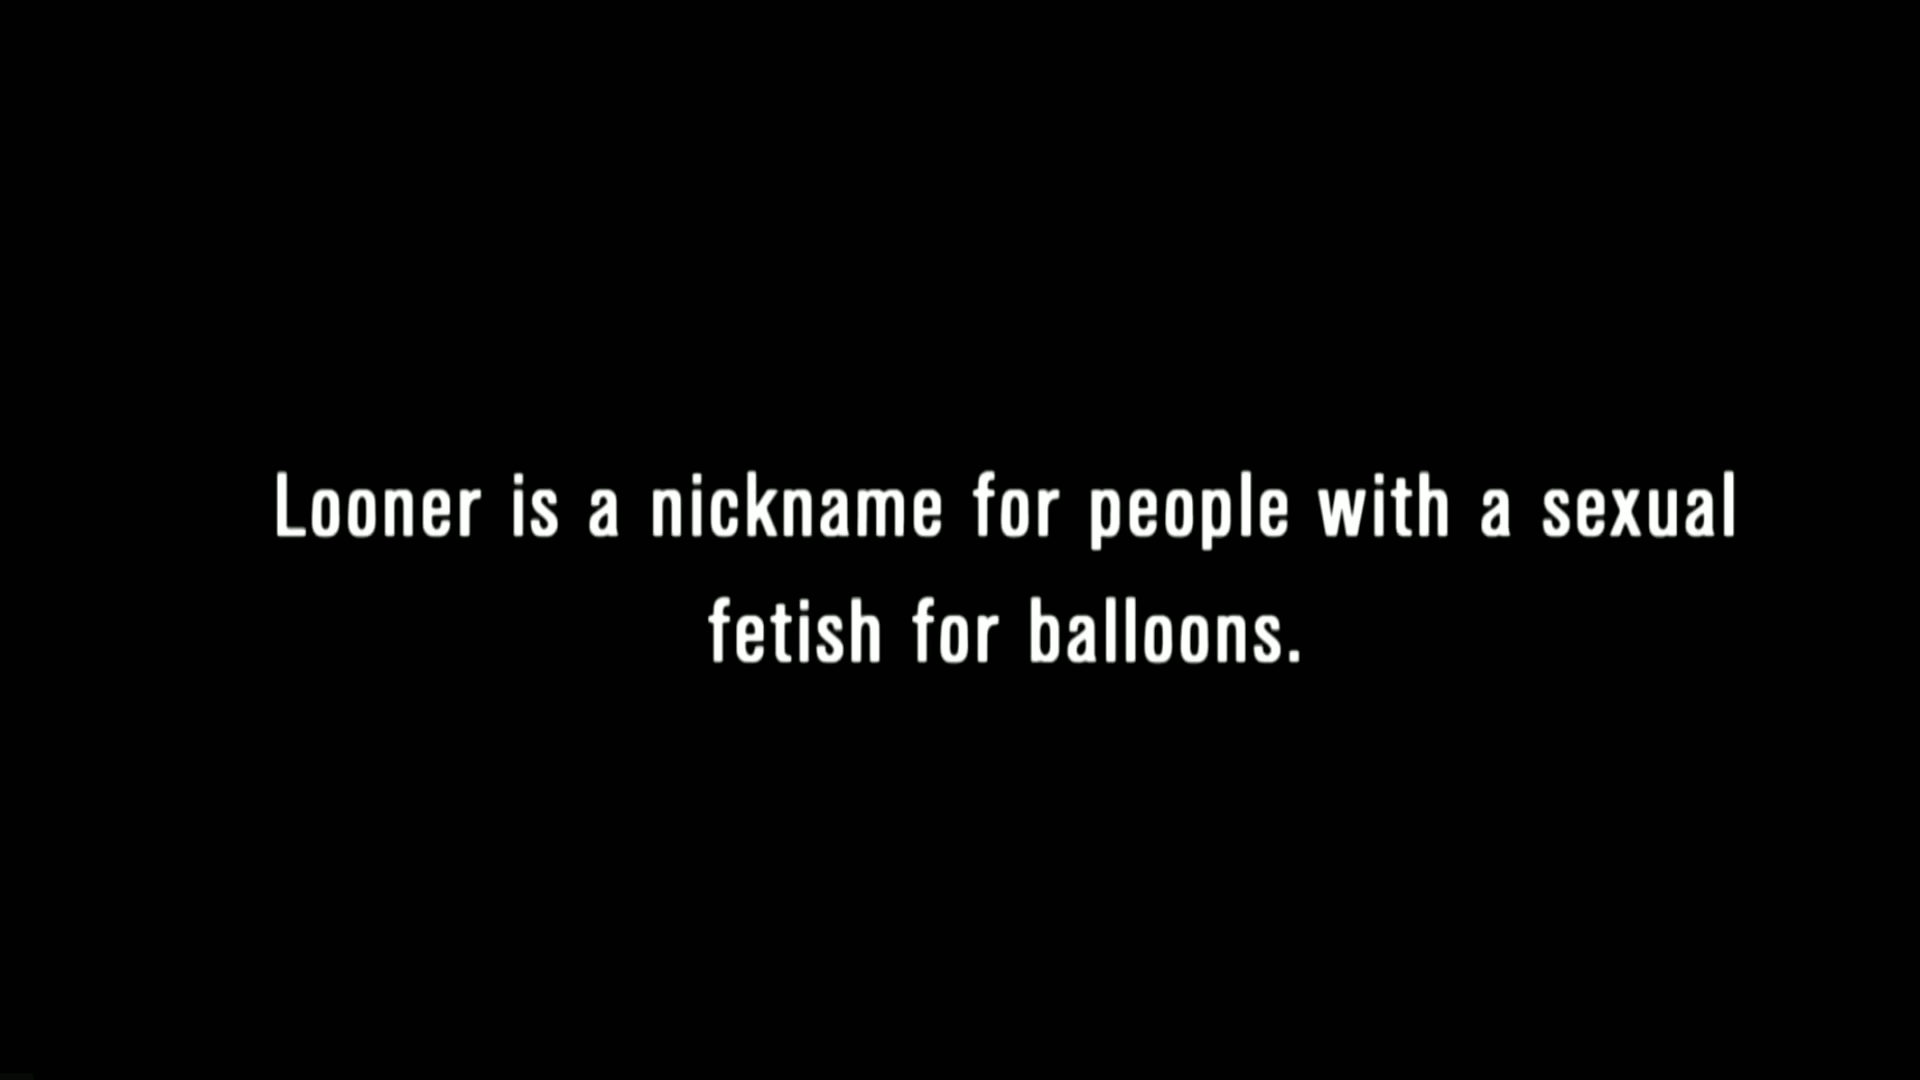 Looner is a nickname for people with a sexual
fetish for balloons.